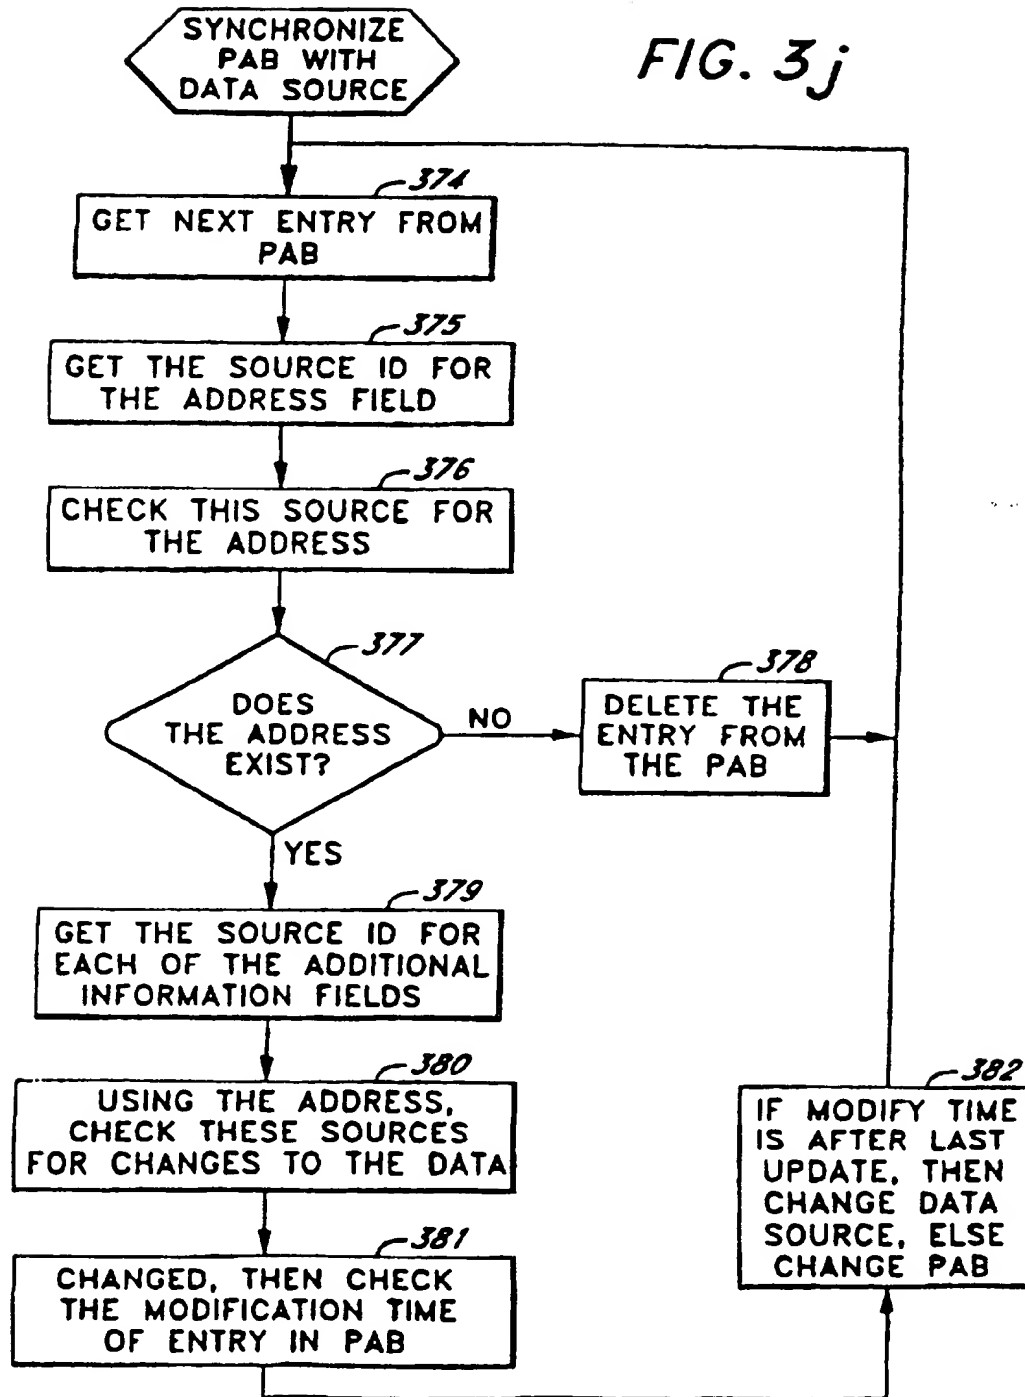 SYNCHRONIZE
PAB WITH
DATA SOURCE
FIG. 3j
374
GET NEXT ENTRY FROM
PAB
375
GET THE SOURCE ID FOR
THE ADDRESS FIELD
376
CHECK THIS SOURCE FOR
THE ADDRESS
377
DOES
THE ADDRESS
EXIST?
NO
378
DELETE THE
ENTRY FROM
THE PAB
YES
379
GET THE SOURCE ID FOR
EACH OF THE ADDITIONAL
INFORMATION FIELDS
380
USING THE ADDRESS,
CHECK THESE SOURCES
FOR CHANGES TO THE DATA
381
CHANGED, THEN CHECK
THE MODIFICATION TIME
OF ENTRY IN PAB
382
IF MODIFY TIME
IS AFTER LAST
UPDATE, THEN
CHANGE DATA
SOURCE, ELSE
CHANGE PAB